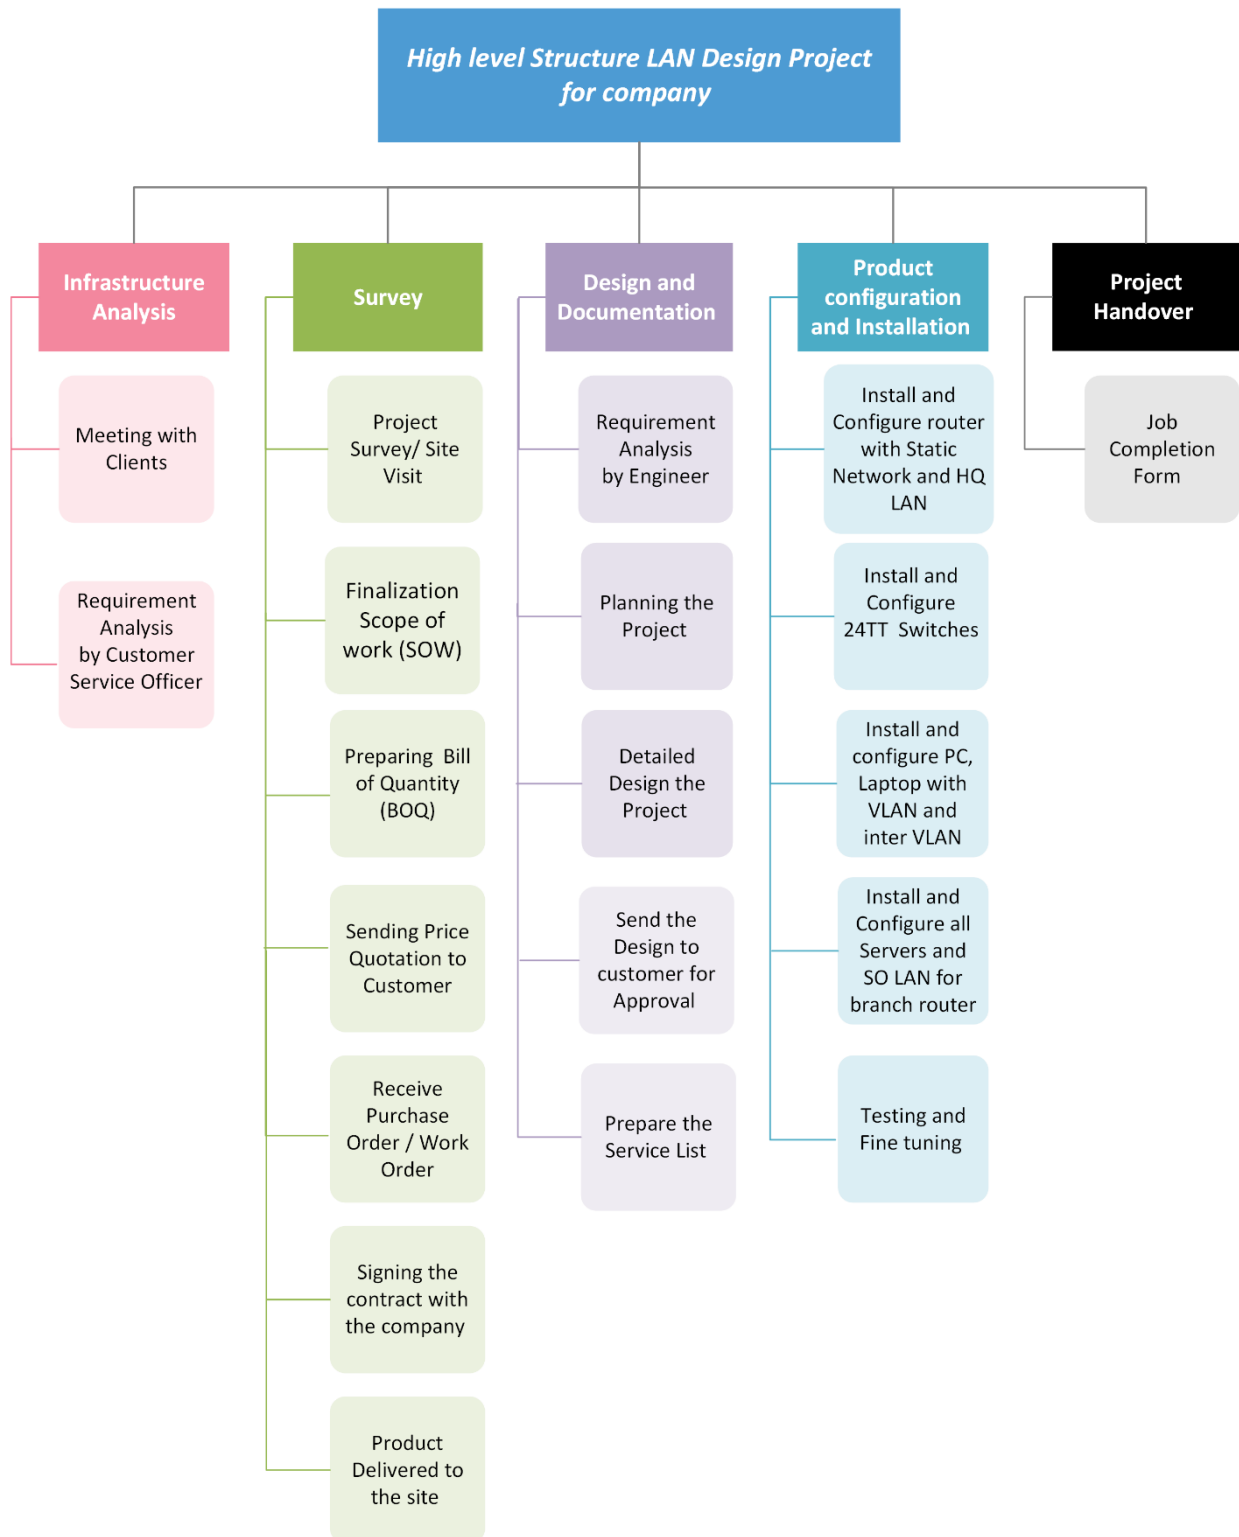 High level Structure LAN Design Project
for company
Infrastructure
Analysis
Meeting with
Clients
Requirement
Analysis
by Customer
Service Officer
Survey
Project
Survey/ Site
Visit
Finalization
Scope of
work (SOW)
Preparing Bill
of Quantity
(BOQ)
Sending Price
Quotation to
Customer
Receive
Purchase
Order / Work
Order
Signing the
contract with
the company
Product
Delivered to
the site
Design and
Documentation
Requirement
Analysis
by Engineer
Planning the
Project
Detailed
Design the
Project
Send the
Design to
customer for
Approval
Prepare the
Service List
Product
configuration
and Installation
Install and
Configure router
with Static
Network and HQ
LAN
Install and
Configure
24TT Switches
Install and
configure PC,
Laptop with
VLAN and
inter VLAN
Install and
Configure all
Servers and
SO LAN for
branch router
Testing and
Fine tuning
Project
Handover
Job
Completion
Form